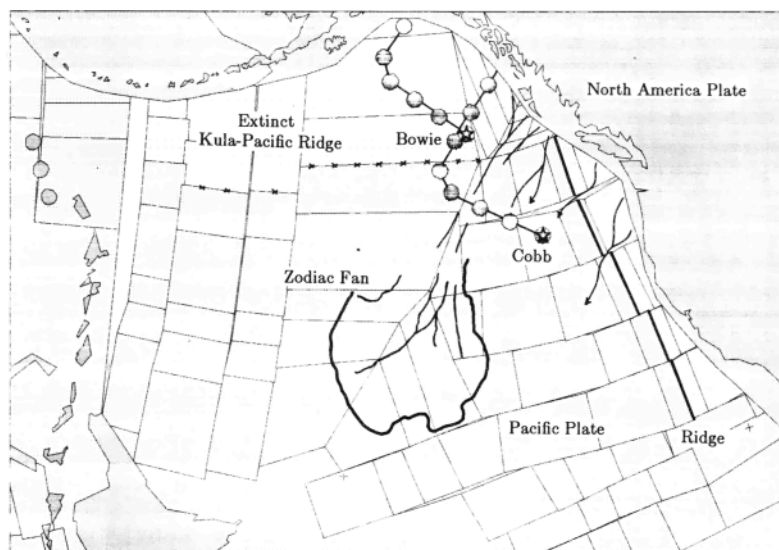 North America Plate
Extinct
Kula-Pacific Ridge
Bowie
Cobb
Zodiac Fan
Pacific Plate
Ridge